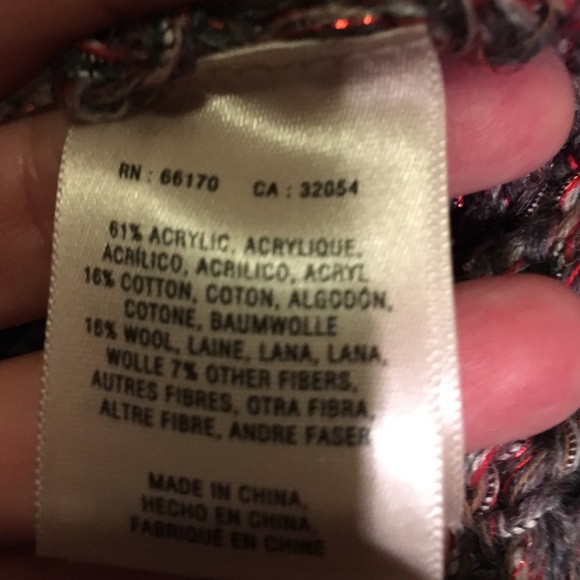 RN : 66170 CA : 32054
61% ACRYLIC, ACRYLIQUE,
ACRÍLICO, ACRILICO, ACRYL
16% COTTON, COTON, ALGODÓN,
COTONE, BAUMWOLLE
16% WOOL, LAINE, LANA, LANA,
WOLLE 7% OTHER FIBERS,
AUTRES FIBRES, OTRA FIBRA,
ALTRE FIBRE, ANDRE FASER
MADE IN CHINA,
HECHO EN CHINA,
FABRIQUÉ EN CHINE